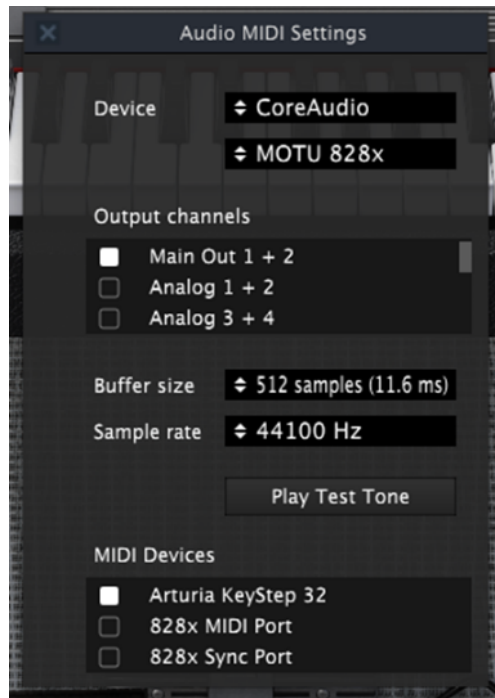 Audio MIDI Settings
Device CoreAudio
MOTU 828x
Output channels
Main Out 1 + 2
Analog 1 + 2
Analog 3 + 4
Buffer size 512 samples (11.6 ms)
Sample rate 44100 Hz
Play Test Tone
MIDI Devices
Arturia KeyStep 32
828x MIDI Port
828x Sync Port